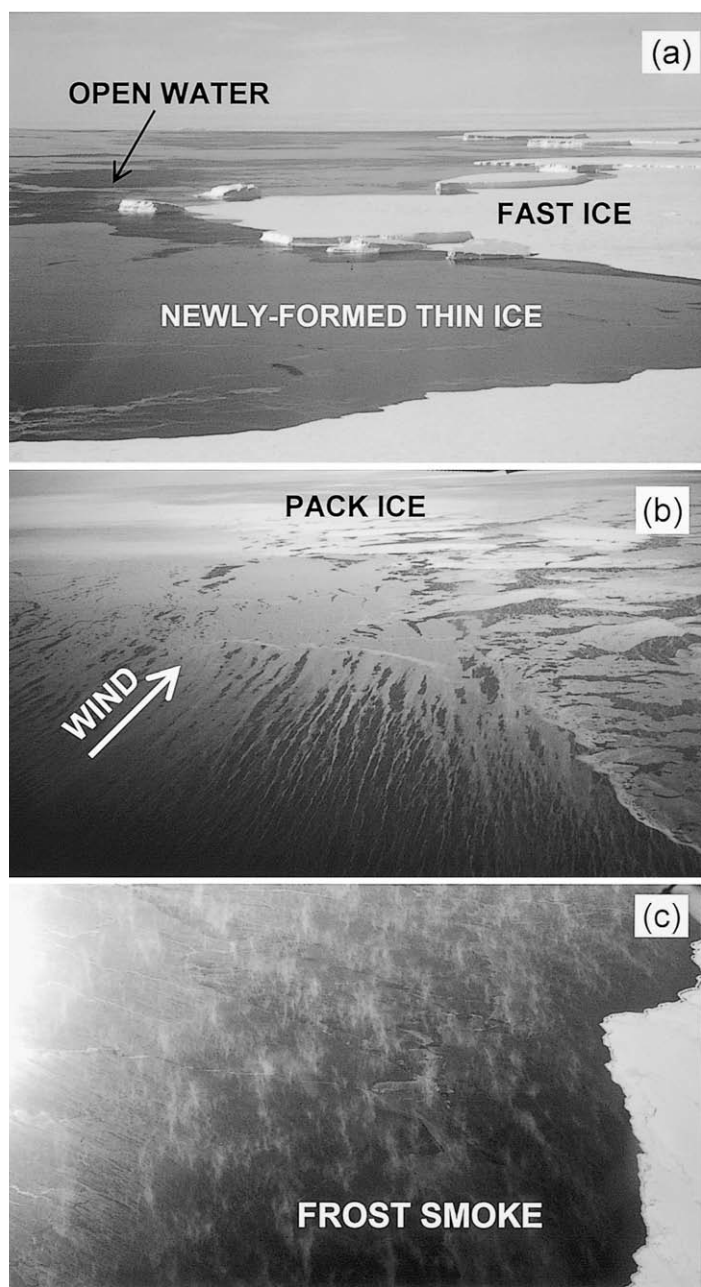 (a)
OPEN WATER
FAST ICE
NEWLY-FORMED THIN ICE
PACK ICE
(b)
WIND
(c)
FROST SMOKE